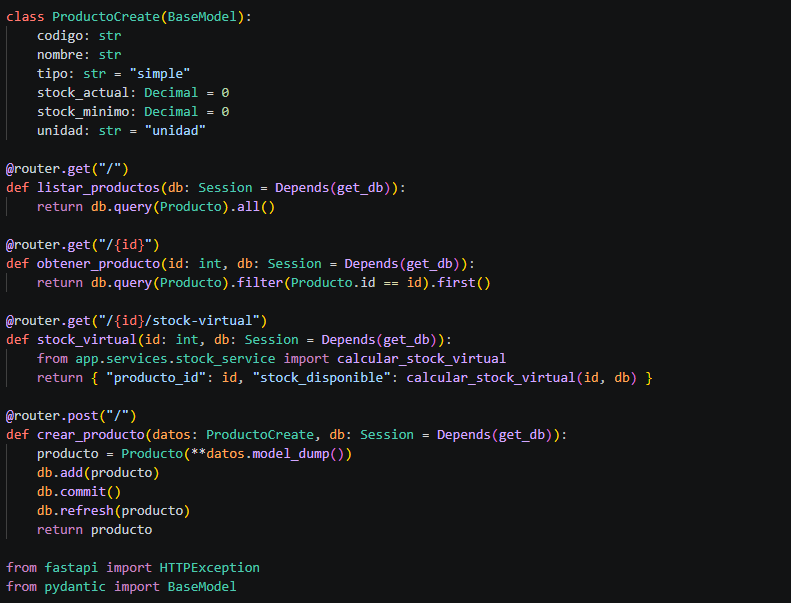 class ProductoCreate(BaseModel):
    codigo: str
    nombre: str
    tipo: str = "simple"
    stock_actual: Decimal = 0
    stock_minimo: Decimal = 0
    unidad: str = "unidad"

@router.get("/")
def listar_productos(db: Session = Depends(get_db)):
    return db.query(Producto).all()

@router.get("/{id}")
def obtener_producto(id: int, db: Session = Depends(get_db)):
    return db.query(Producto).filter(Producto.id == id).first()

@router.get("/{id}/stock-virtual")
def stock_virtual(id: int, db: Session = Depends(get_db)):
    from app.services.stock_service import calcular_stock_virtual
    return { "producto_id": id, "stock_disponible": calcular_stock_virtual(id, db) }

@router.post("/")
def crear_producto(datos: ProductoCreate, db: Session = Depends(get_db)):
    producto = Producto(**datos.model_dump())
    db.add(producto)
    db.commit()
    db.refresh(producto)
    return producto

from fastapi import HTTPException
from pydantic import BaseModel